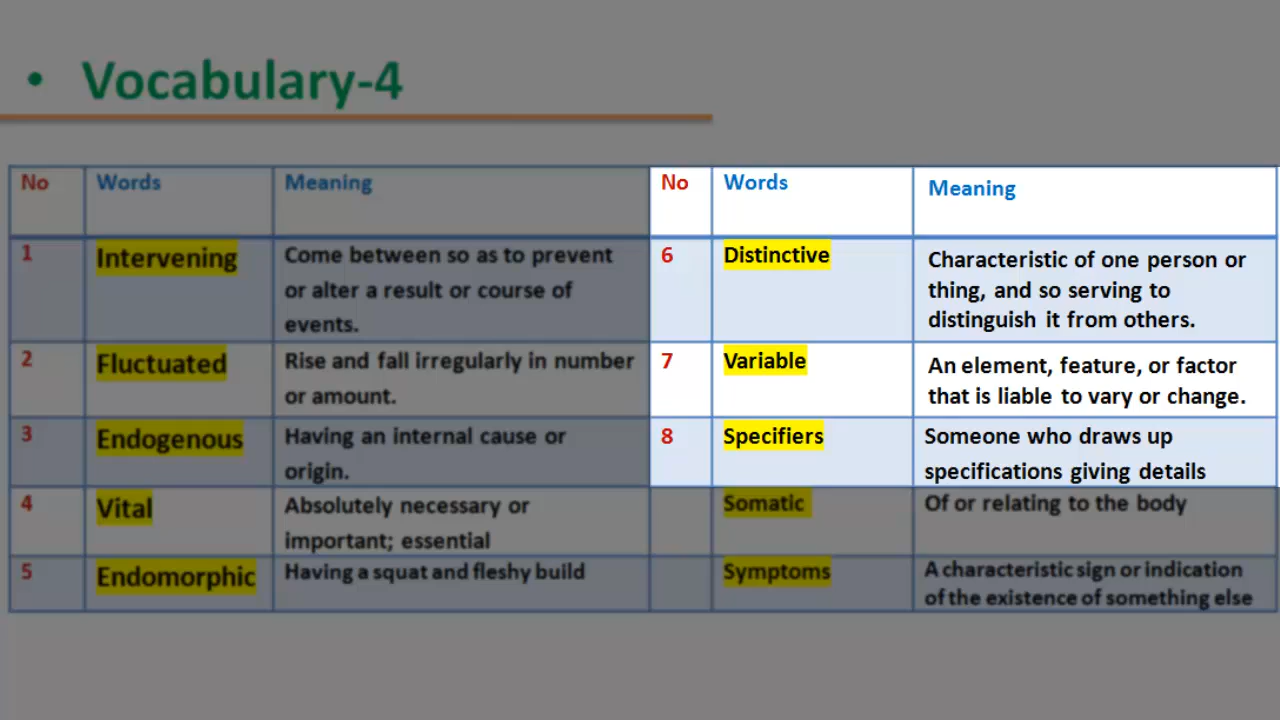 • Vocabulary-4
No Words Meaning
1 Intervening Come between so as to prevent
or alter a result or course of
events.
2 Fluctuated Rise and fall irregularly in number
or amount.
3 Endogenous Having an internal cause or
origin.
4 Vital Absolutely necessary or
important; essential
5 Endomorphic Having a squat and fleshy build
No Words Meaning
6 Distinctive Characteristic of one person or
thing, and so serving to
distinguish it from others.
7 Variable An element, feature, or factor
that is liable to vary or change.
8 Specifiers Someone who draws up
specifications giving details
Somatic Of or relating to the body
Symptoms A characteristic sign or indication
of the existence of something else